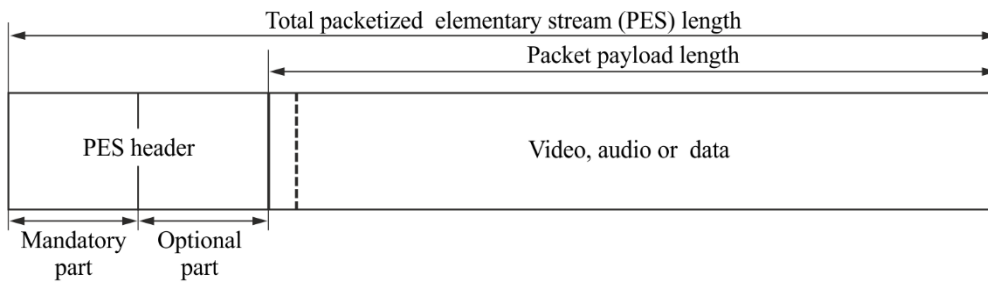 Total packetized elementary stream (PES) length
Packet payload length
PES header
Video, audio or data
Mandatory
part
Optional
part